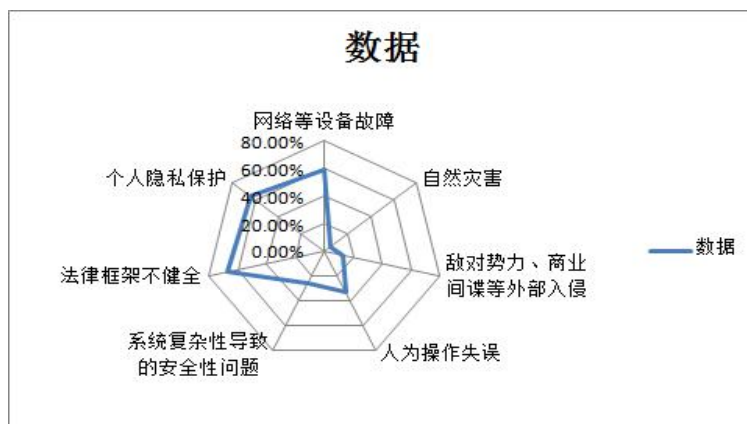 数据
网络等设备故障
80.00%
60.00%
40.00%
20.00%
0.00%
个人隐私保护
自然灾害
法律框架不健全
敌对势力、商业
间谍等外部入侵
系统复杂性导致
的安全性问题
人为操作失误
数据